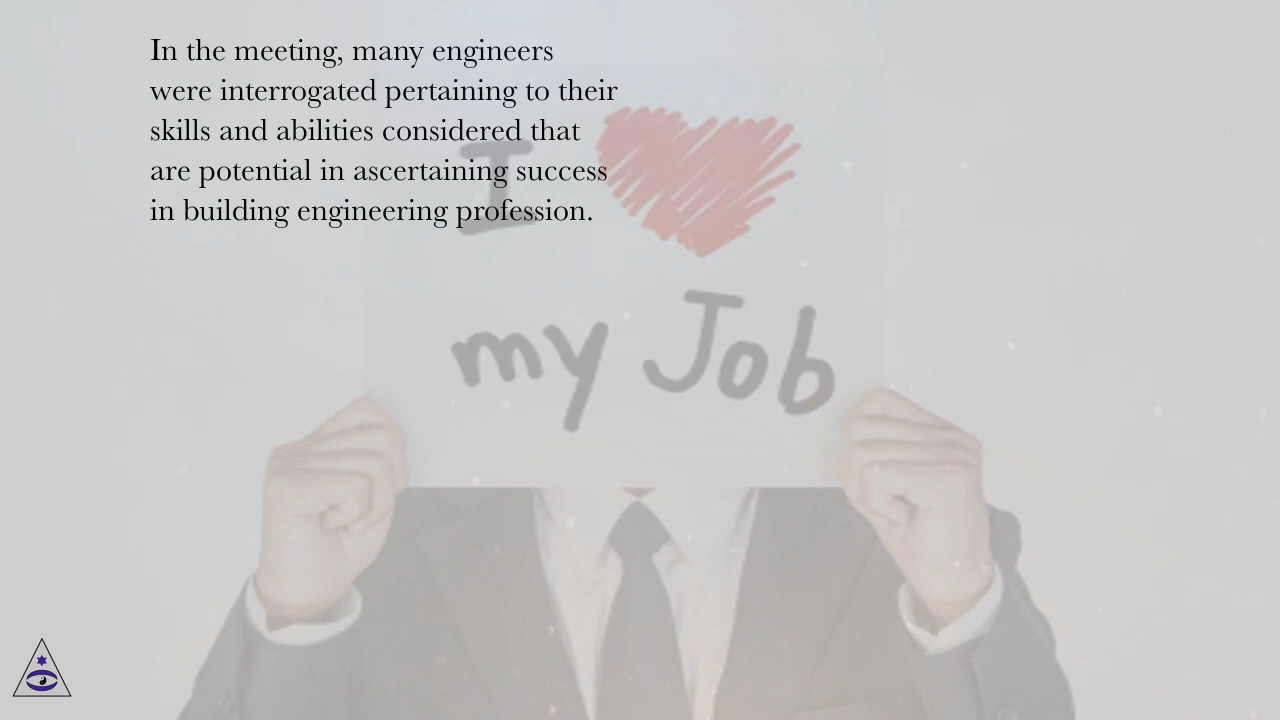 In the meeting, many engineers
were interrogated pertaining to their
skills and abilities considered that
are potential in ascertaining success
in building engineering profession.
I
my Job